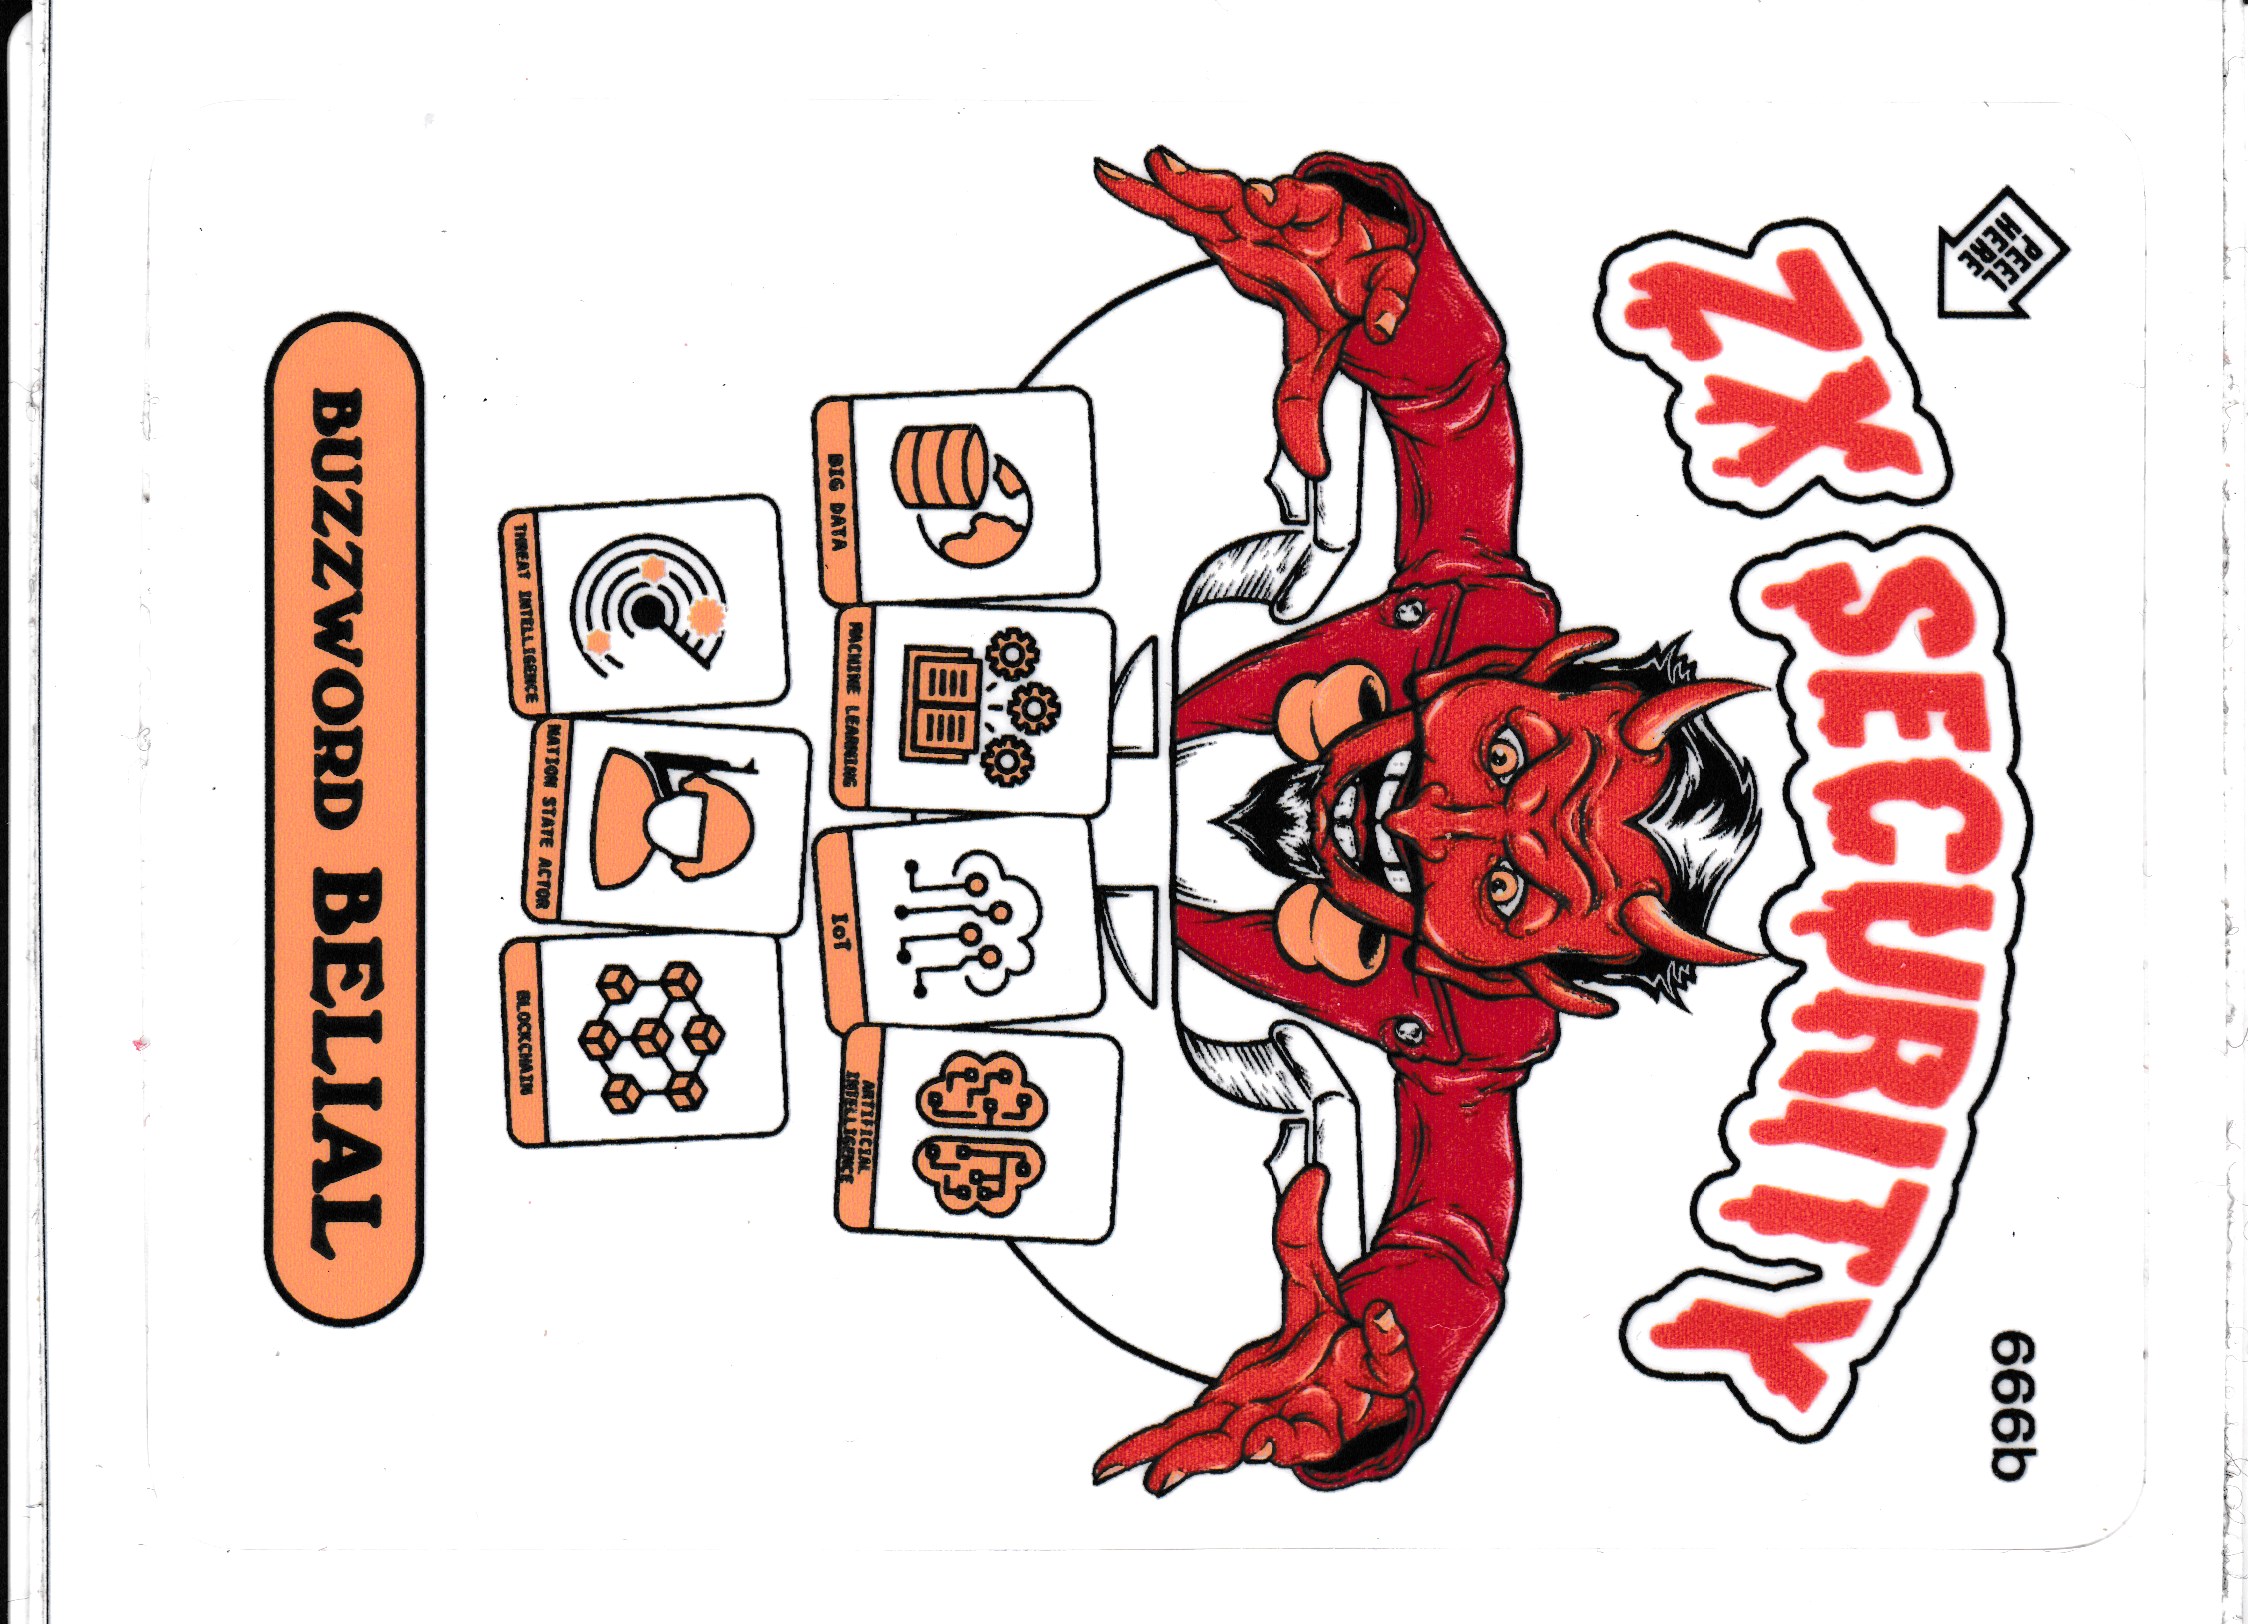 PEEL
HERE
666b
ZX SECURITY
BIG DATA
MACHINE LEARNING
IoT
ARTIFICIAL
INTELLIGENCE
THREAT INTELLIGENCE
NATION STATE ACTOR
BLOCKCHAIN
BUZZWORD BELIAL